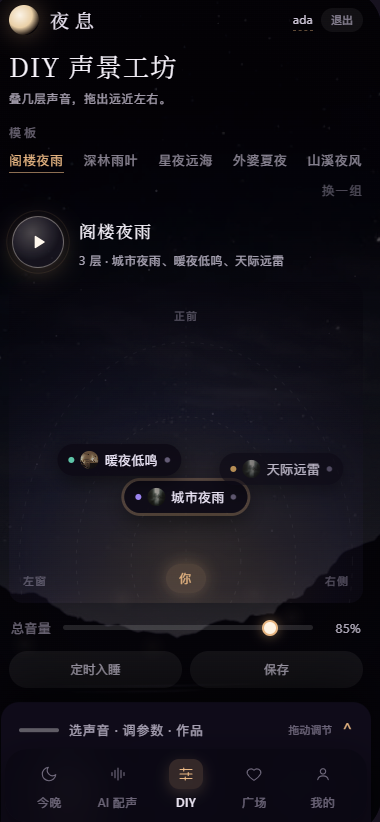 夜息
ada 退出
DIY 声景工坊
叠几层声音，拖出远近左右。
模板
阁楼夜雨 深林雨叶 星夜远海 外婆夏夜 山溪夜风
换一组
阁楼夜雨
3 层 · 城市夜雨、暖夜低鸣、天际远雷
正前
暖夜低鸣
天际远雷
城市夜雨
左窗 你 右侧
总音量 85%
定时入睡 保存
选声音 · 调参数 · 作品 拖动调节 ^
今晚 AI 配声 DIY 广场 我的